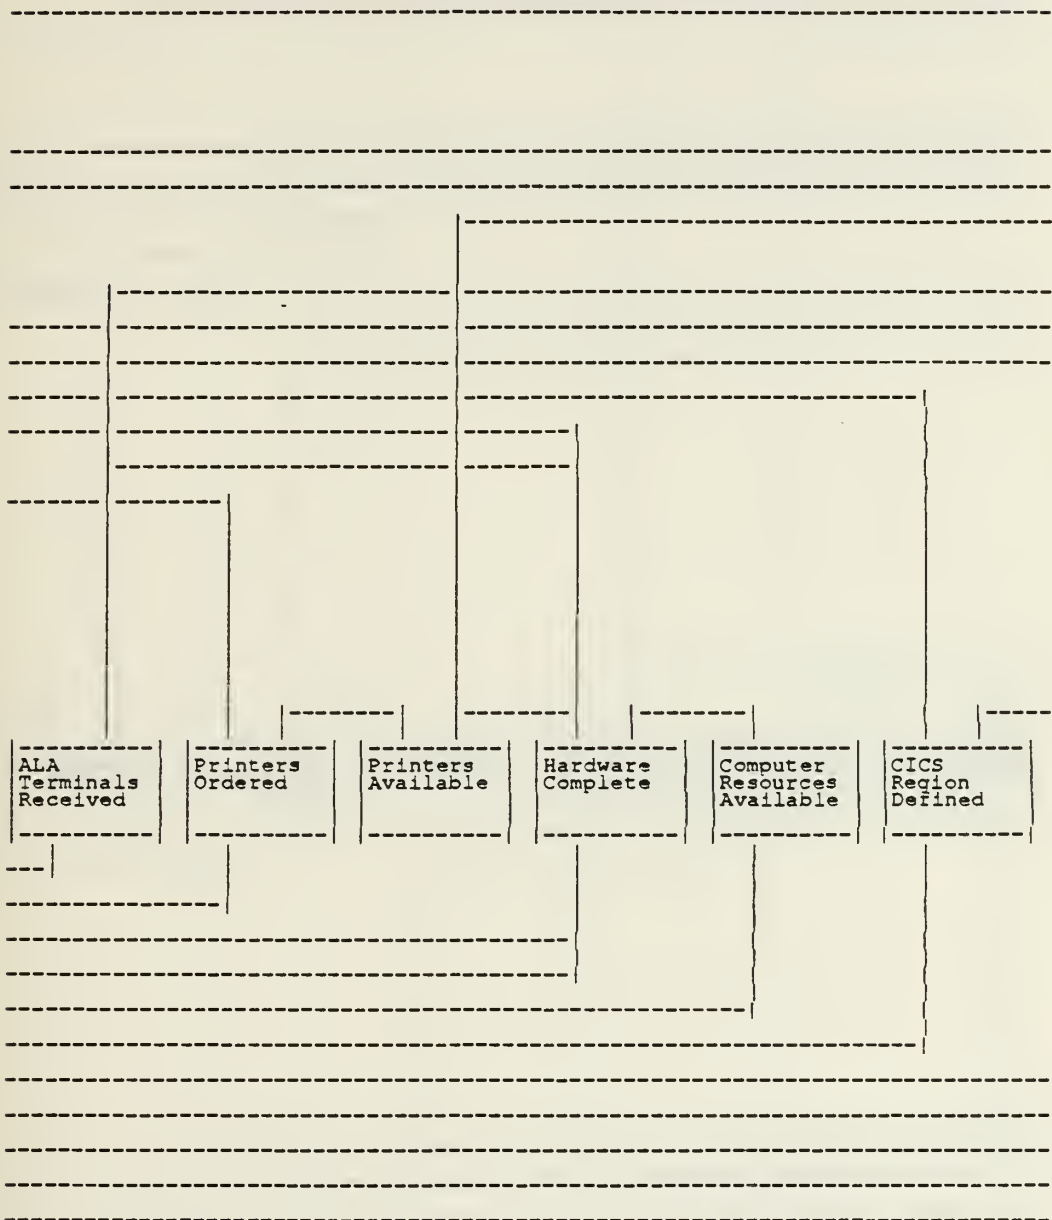 ALA
Terminals
Received
Printers
Ordered
Printers
Available
Hardware
Complete
Computer
Resources
Available
CICS
Region
Defined